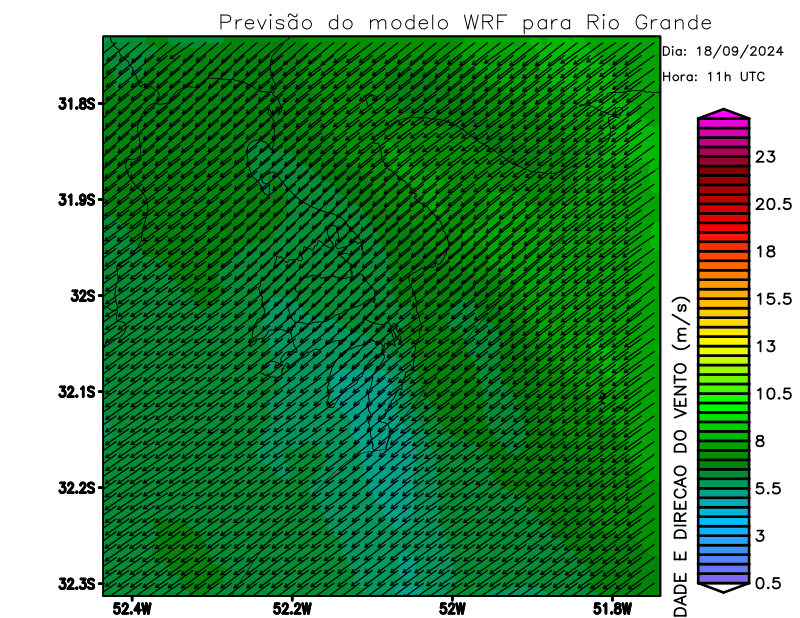 Previsão do modelo WRF para Rio Grande
Dia: 18/09/2024
Hora: 11h UTC
31.8S
31.9S
32S
32.1S
32.2S
32.3S
52.4W
52.2W
52W
51.8W
23
20.5
18
15.5
13
10.5
8
5.5
3
0.5
DADE E DIRECAO DO VENTO (m/s)